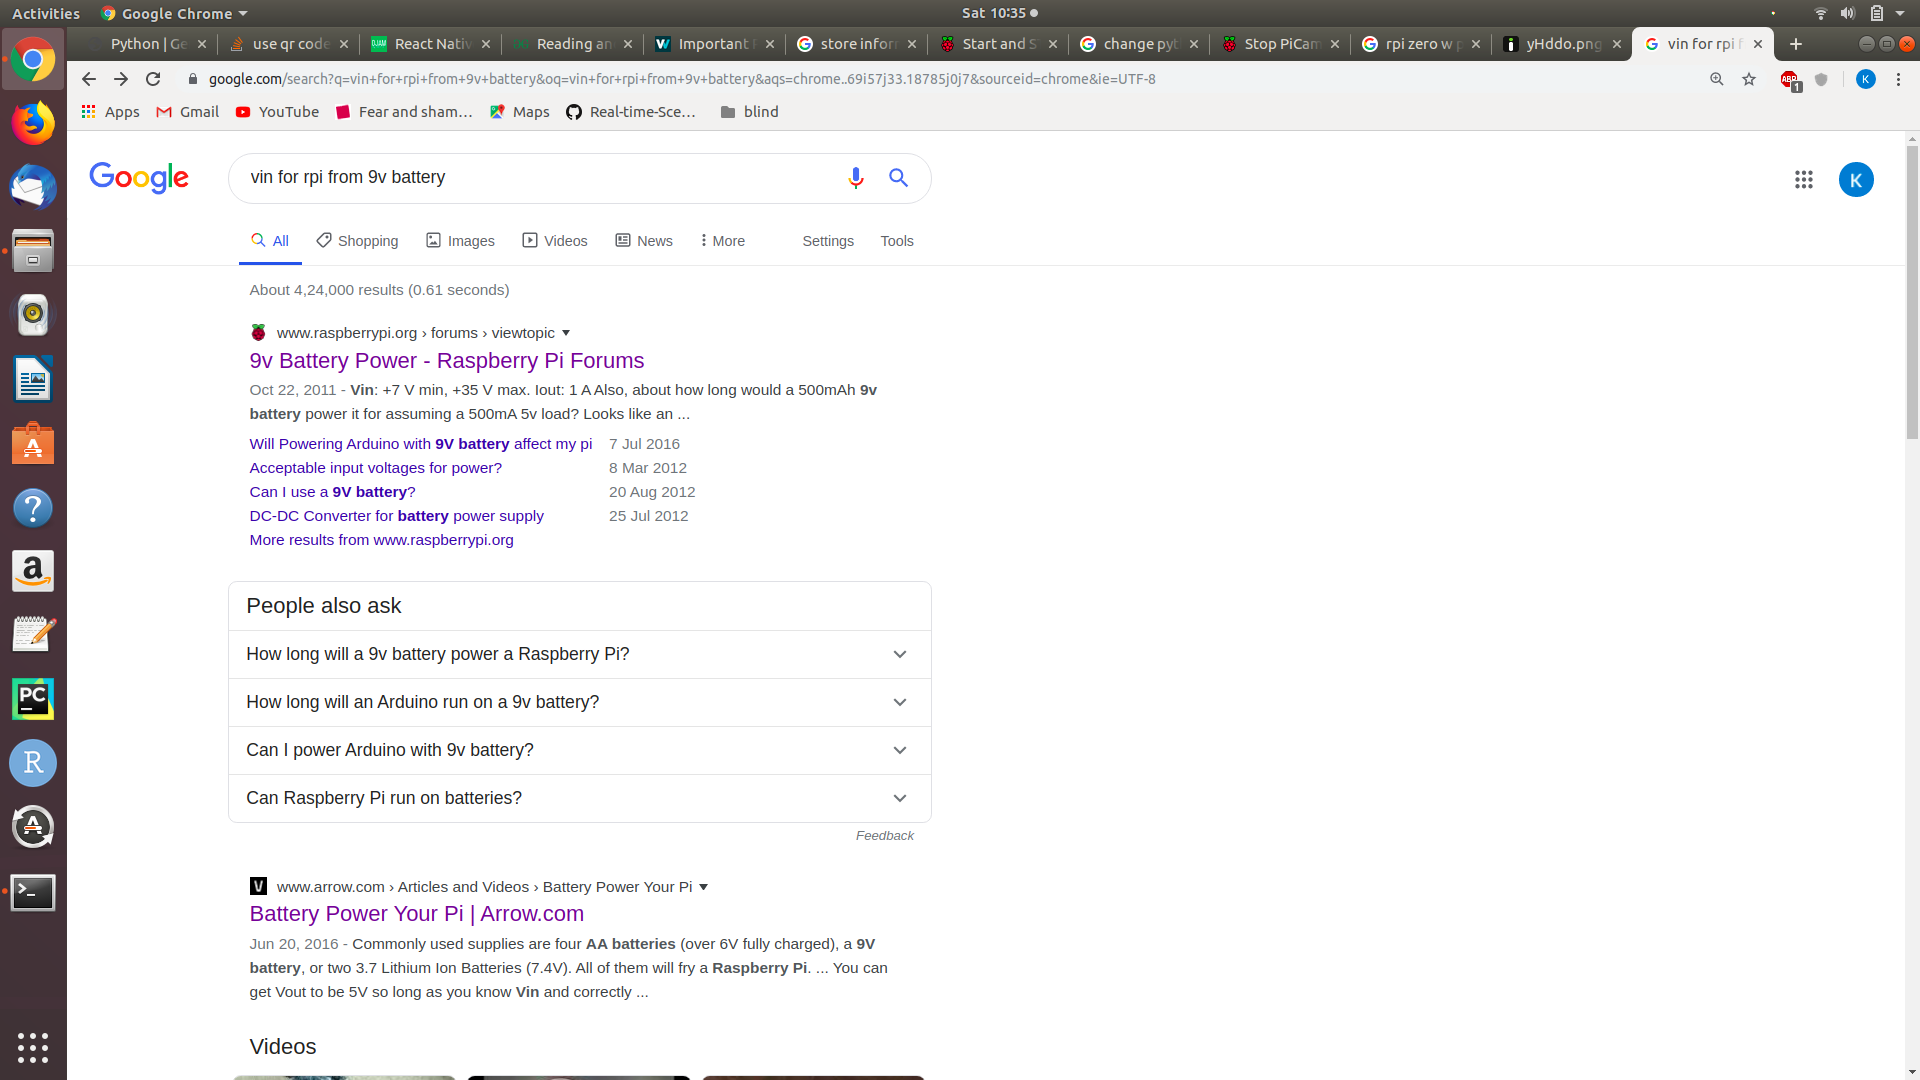 Activities Google Chrome Sat 10:35
Python | Ge use qr code React Nativ Reading an Important store inforr Start and S change pyt Stop PiCam rpi zero w p yHddo.png vin for rpi f
google.com/search?q=vin+for+rpi+from+9v+battery&oq=vin+for+rpi+from+9v+battery&aqs=chrome..69i57j33.18785j0j7&sourceid=chrome&ie=UTF-8 ABP 1 K
Apps Gmail YouTube Fear and sham… Maps Real-time-Sce… blind
Google vin for rpi from 9v battery K
All Shopping Images Videos News More Settings Tools
About 4,24,000 results (0.61 seconds)
www.raspberrypi.org › forums › viewtopic
9v Battery Power - Raspberry Pi Forums
Oct 22, 2011 - Vin: +7 V min, +35 V max. Iout: 1 A Also, about how long would a 500mAh 9v
battery power it for assuming a 500mA 5v load? Looks like an ...
Will Powering Arduino with 9V battery affect my pi 7 Jul 2016
Acceptable input voltages for power? 8 Mar 2012
Can I use a 9V battery? 20 Aug 2012
DC-DC Converter for battery power supply 25 Jul 2012
More results from www.raspberrypi.org
People also ask
How long will a 9v battery power a Raspberry Pi?
How long will an Arduino run on a 9v battery?
Can I power Arduino with 9v battery?
Can Raspberry Pi run on batteries?
Feedback
www.arrow.com › Articles and Videos › Battery Power Your Pi
Battery Power Your Pi | Arrow.com
Jun 20, 2016 - Commonly used supplies are four AA batteries (over 6V fully charged), a 9V
battery, or two 3.7 Lithium Ion Batteries (7.4V). All of them will fry a Raspberry Pi. ... You can
get Vout to be 5V so long as you know Vin and correctly ...
Videos